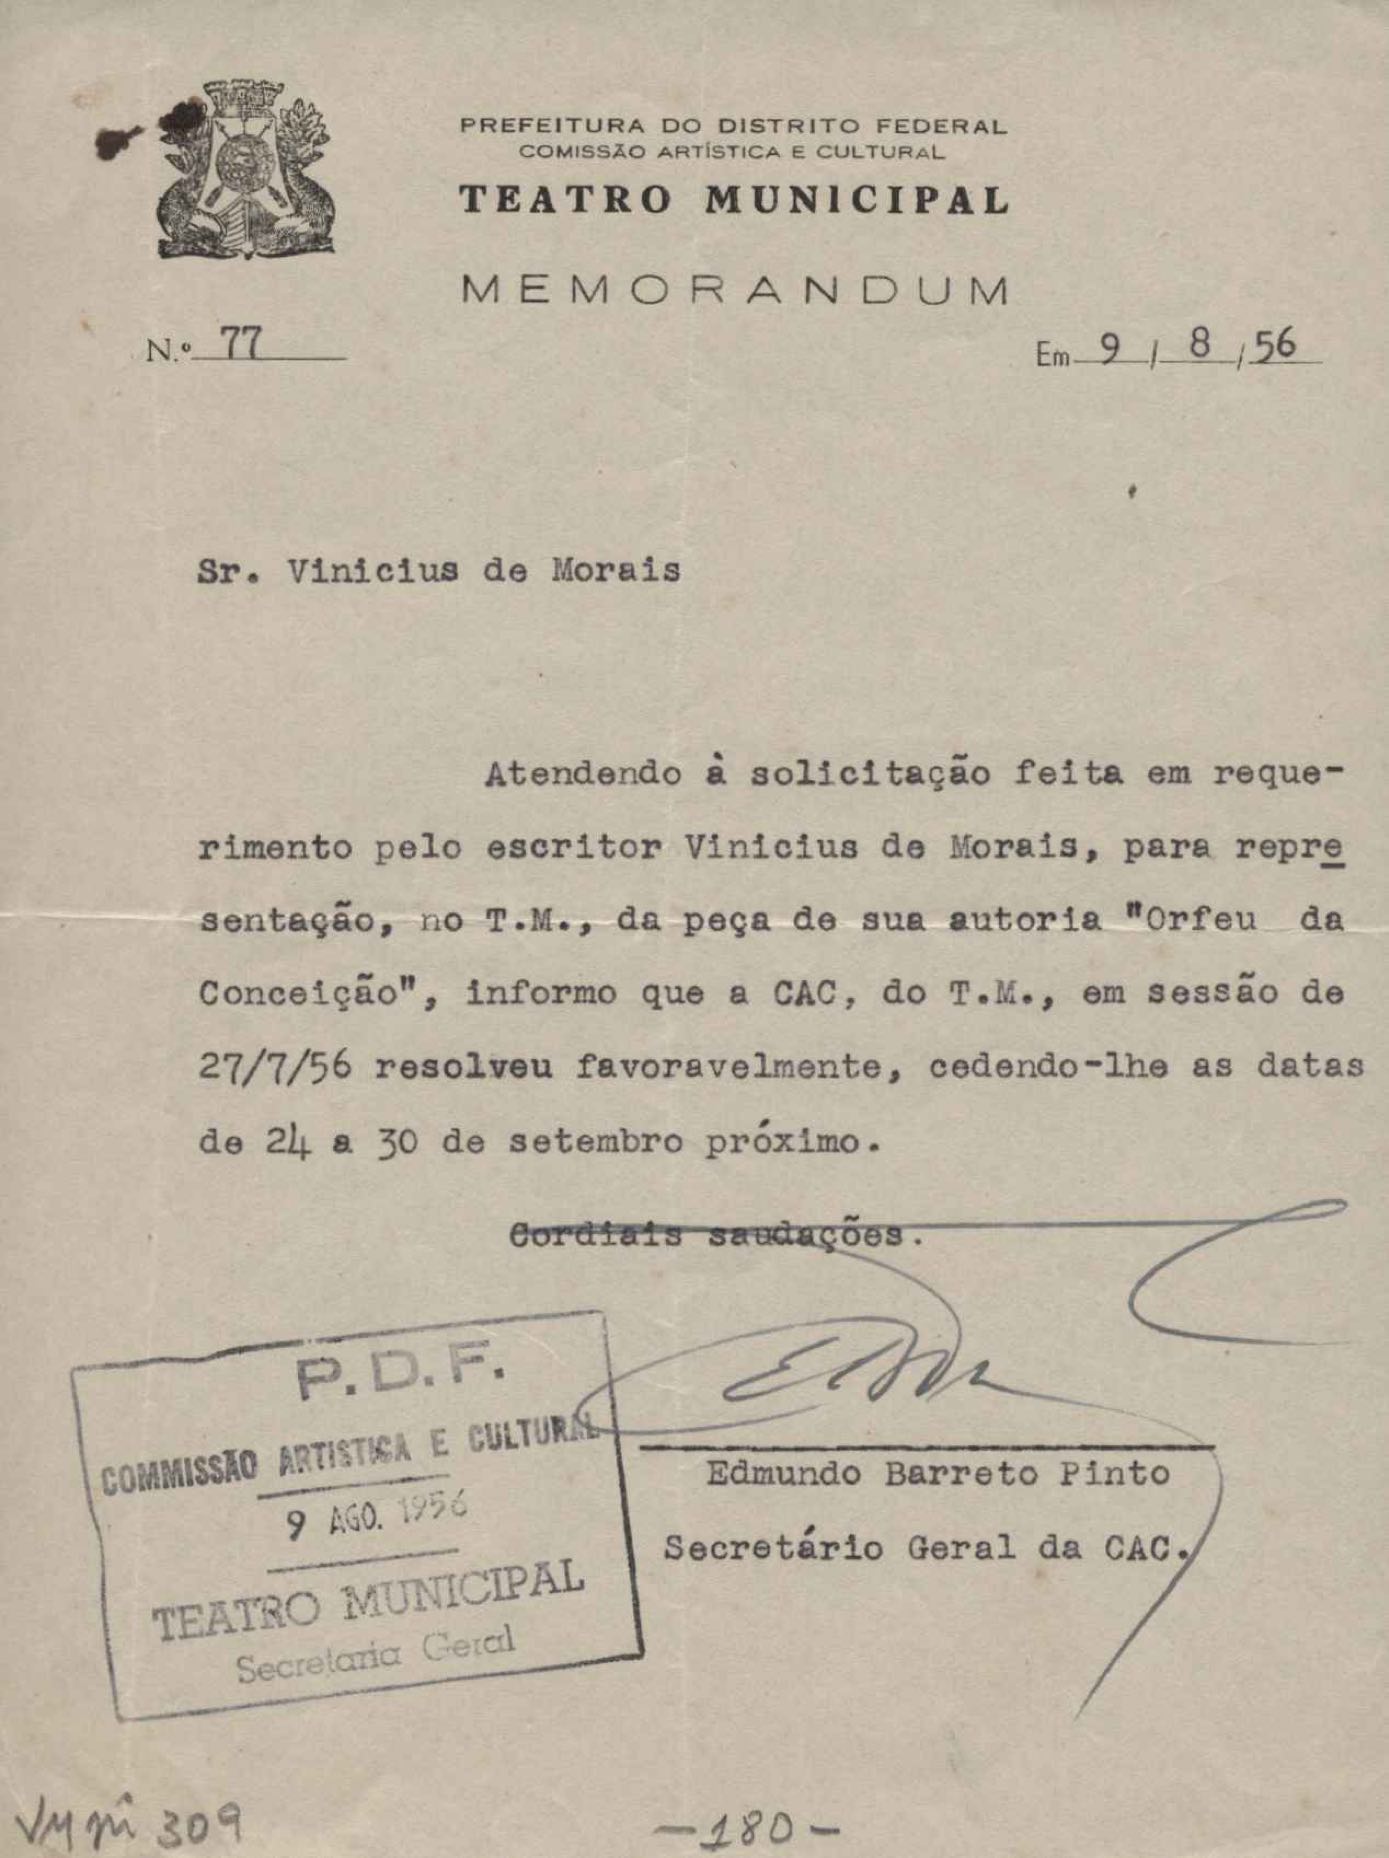 PREFEITURA DO DISTRITO FEDERAL
COMISSÃO ARTÍSTICA E CULTURAL
TEATRO MUNICIPAL
MEMORANDUM
N.º 77
Em 9 / 8 / 56
Sr. Vinicius de Morais
Atendendo à solicitação feita em reque-
rimento pelo escritor Vinicius de Morais, para repre
sentação, no T.M., da peça de sua autoria "Orfeu da
Conceição", informo que a CAC, do T.M., em sessão de
27/7/56 resolveu favoravelmente, cedendo-lhe as datas
de 24 a 30 de setembro próximo.
Cordiais saudações.
P.D.F.
COMMISSÃO ARTISTICA E CULTURAL
9 AGO. 1956
TEATRO MUNICIPAL
Secretaria Geral
Edmundo Barreto Pinto
Secretário Geral da CAC.
309
-180-